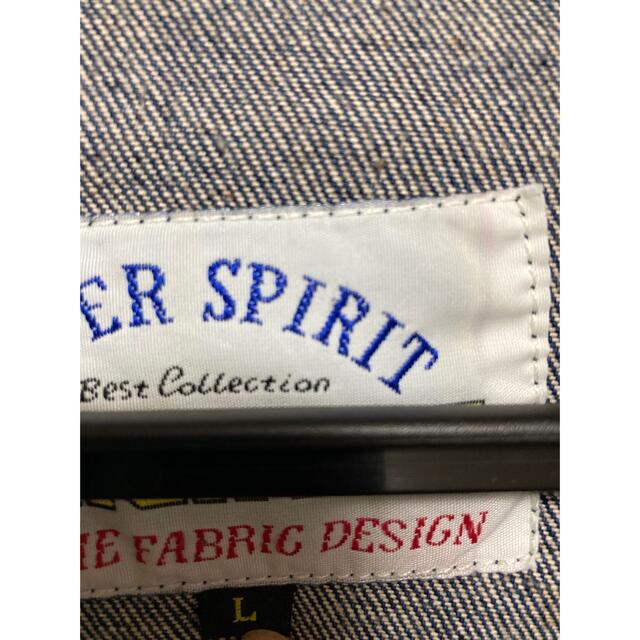 ER SPIRIT
Best Collection
HE FABRIC DESIGN
L